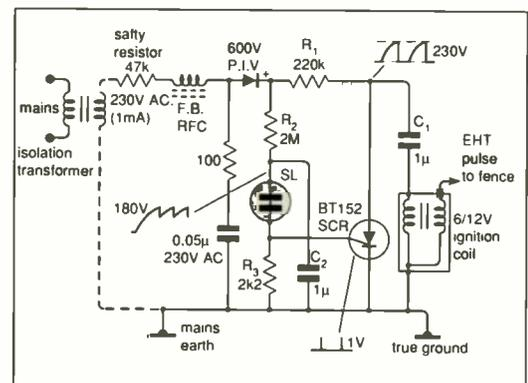 safty
resistor
47k
mains
isolation
transformer
230V AC.
(1mA)
F.B.
RFC
600V
P.I.V
+
R1
220k
230V
100
R2
2M
SL
180V
0.05µ
230V AC
R3
2k2
C2
1µ
BT152
SCR
C1
1µ
EHT
pulse
to fence
6/12V
ignition
coil
mains
earth
1V
true ground